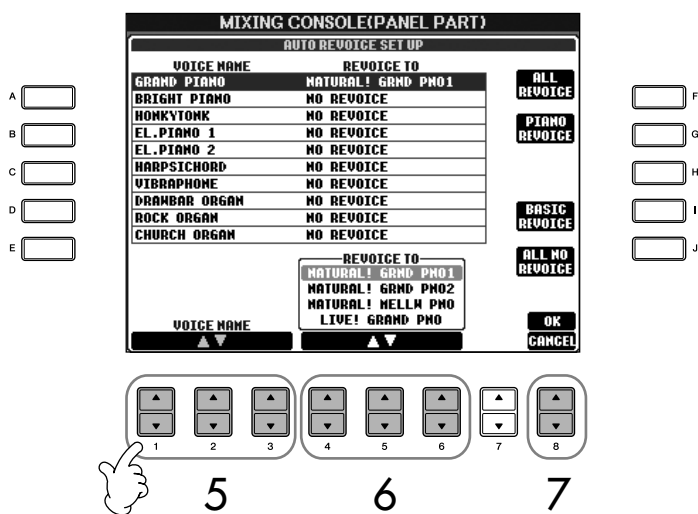 MIXING CONSOLE(PANEL PART)
AUTO REVOICE SET UP
VOICE NAME REVOICE TO
GRAND PIANO NATURAL! GRND PNO1
BRIGHT PIANO NO REVOICE
HONKYTONK NO REVOICE
EL.PIANO 1 NO REVOICE
EL.PIANO 2 NO REVOICE
HARPSICHORD NO REVOICE
VIBRAPHONE NO REVOICE
DRAWBAR ORGAN NO REVOICE
ROCK ORGAN NO REVOICE
CHURCH ORGAN NO REVOICE
ALL
REVOICE
PIANO
REVOICE
BASIC
REVOICE
ALL NO
REVOICE
REVOICE TO
NATURAL! GRND PNO1
NATURAL! GRND PNO2
NATURAL! MELLW PNO
LIVE! GRAND PNO
VOICE NAME
OK
CANCEL
A
B
C
D
E
F
G
H
I
J
1 2 3 4 5 6 7 8
5 6 7